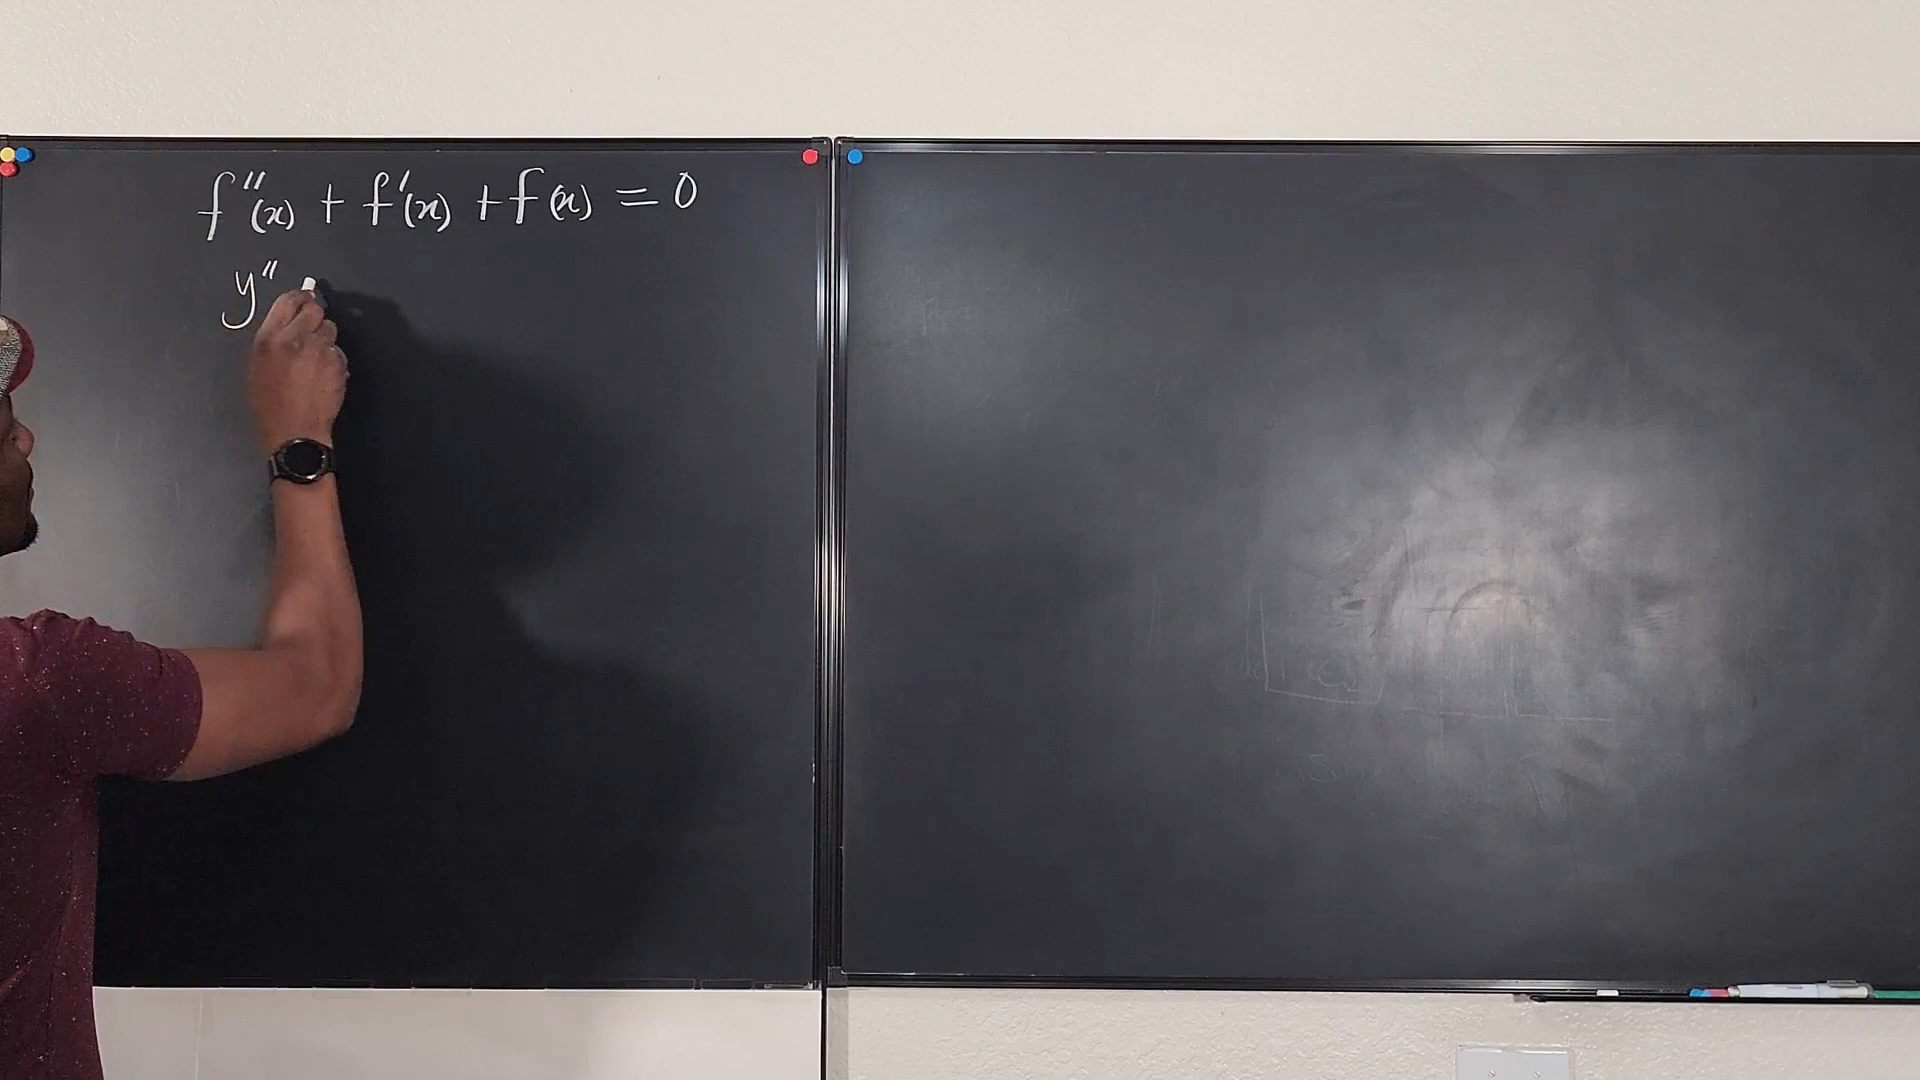 f''(x) + f'(x) + f(x) = 0
y''